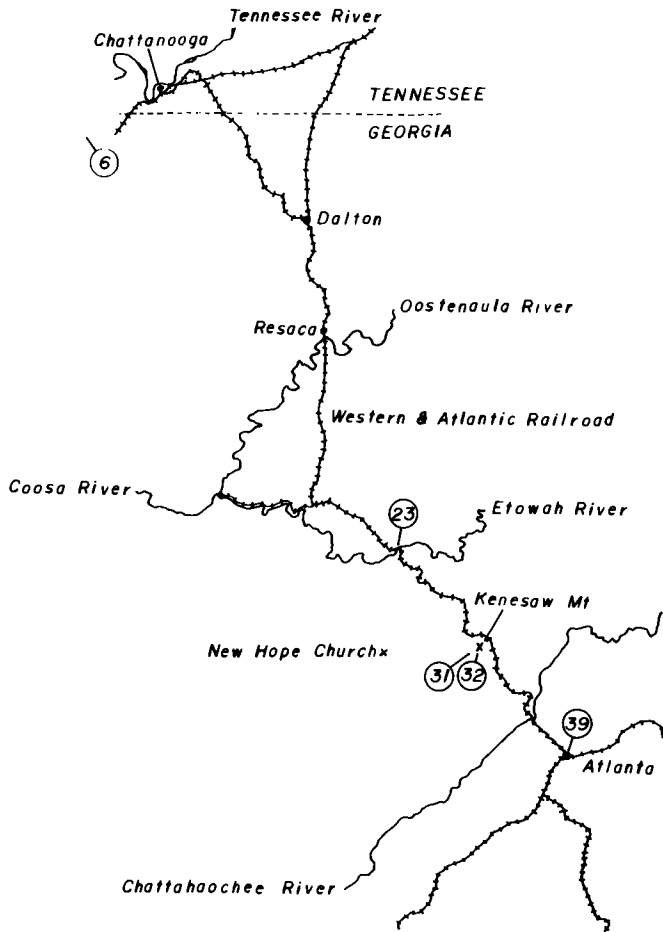 Tennessee River
Chattanooga
TENNESSEE
GEORGIA
6
Dalton
Oostenaula River
Resaca
Western & Atlantic Railroad
Coosa River
23
Etowah River
Kenesaw Mt
New Hope Church
31
32
39
Atlanta
Chattahaochee River